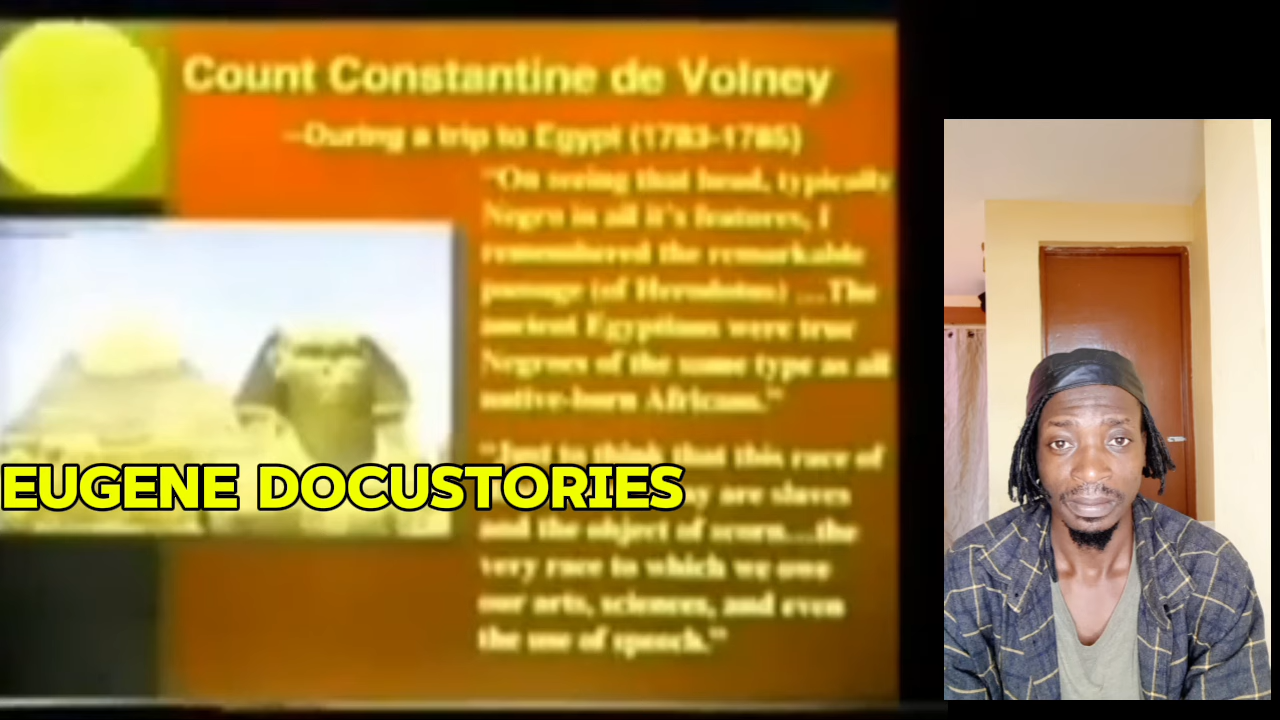 Count Constantine de Volney
--During a trip to Egypt (1783-1785)
"On seeing that head, typically
Negro in all it's features, I
remembered the remarkable
passage (of Herodotus) ....The
ancient Egyptians were true
Negroes of the same type as all
native-born Africans."
"Just to think that this race of
are slaves
EUGENE DOCUSTORIES
and the object of scorn....the
very race to which we owe
our arts, sciences, and even
the use of speech."